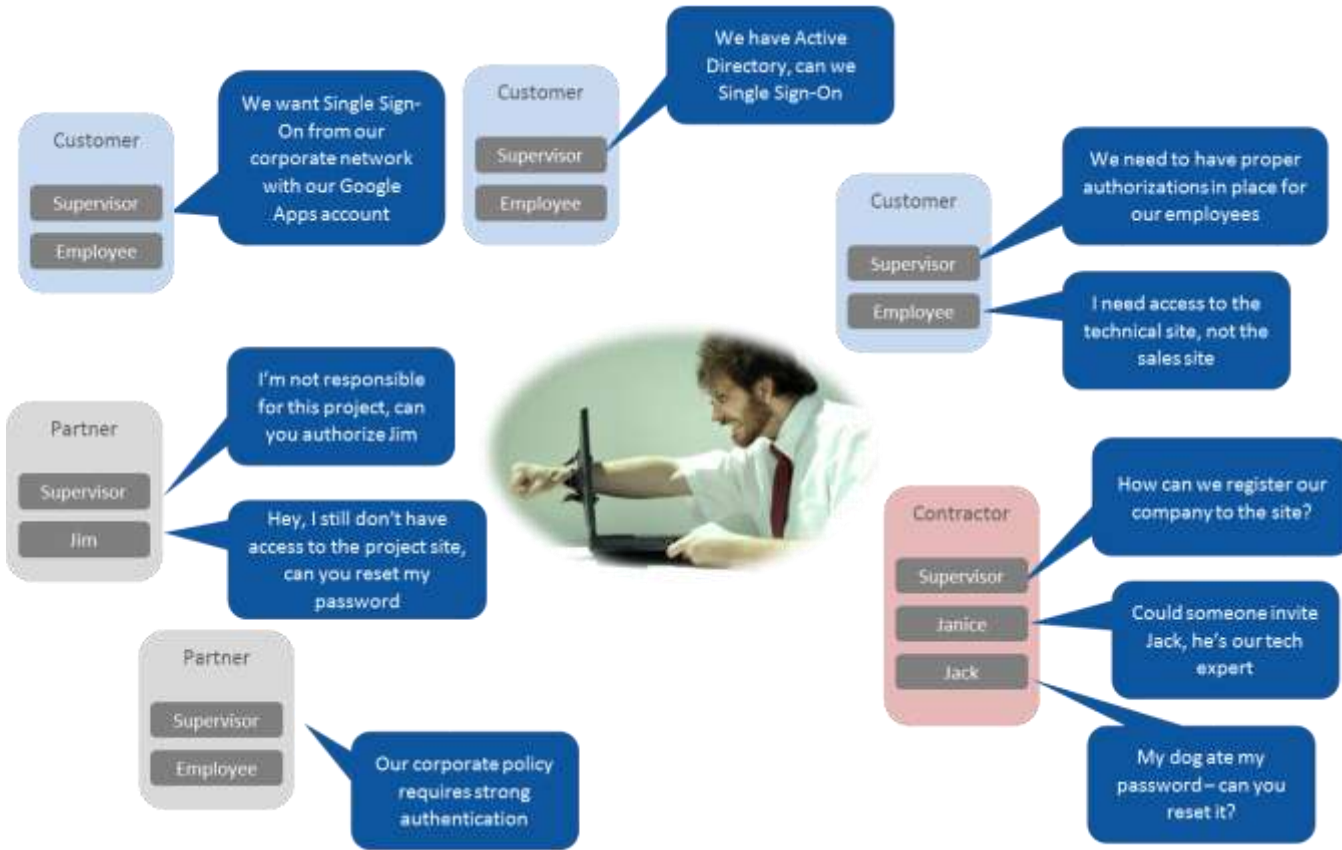 Customer
Supervisor
Employee
We want Single Sign-
On from our
corporate network
with our Google
Apps account
Customer
Supervisor
Employee
We have Active
Directory, can we
Single Sign-On
Customer
Supervisor
Employee
We need to have proper
authorizations in place for
our employees
I need access to the
technical site, not the
sales site
Partner
Supervisor
Jim
I'm not responsible
for this project, can
you authorize Jim
Hey, I still don't have
access to the project site,
can you reset my
password
Contractor
Supervisor
Janice
Jack
How can we register our
company to the site?
Could someone invite
Jack, he's our tech
expert
My dog ate my
password – can you
reset it?
Partner
Supervisor
Employee
Our corporate policy
requires strong
authentication